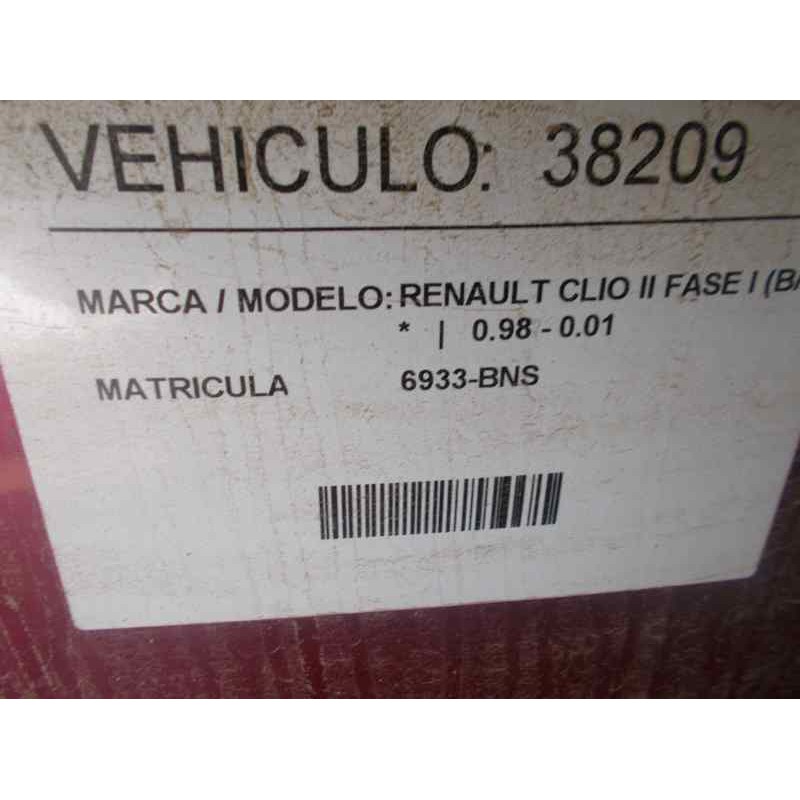 VEHICULO: 38209
MARCA / MODELO: RENAULT CLIO II FASE I
* | 0.98 - 0.01
MATRICULA 6933-BNS